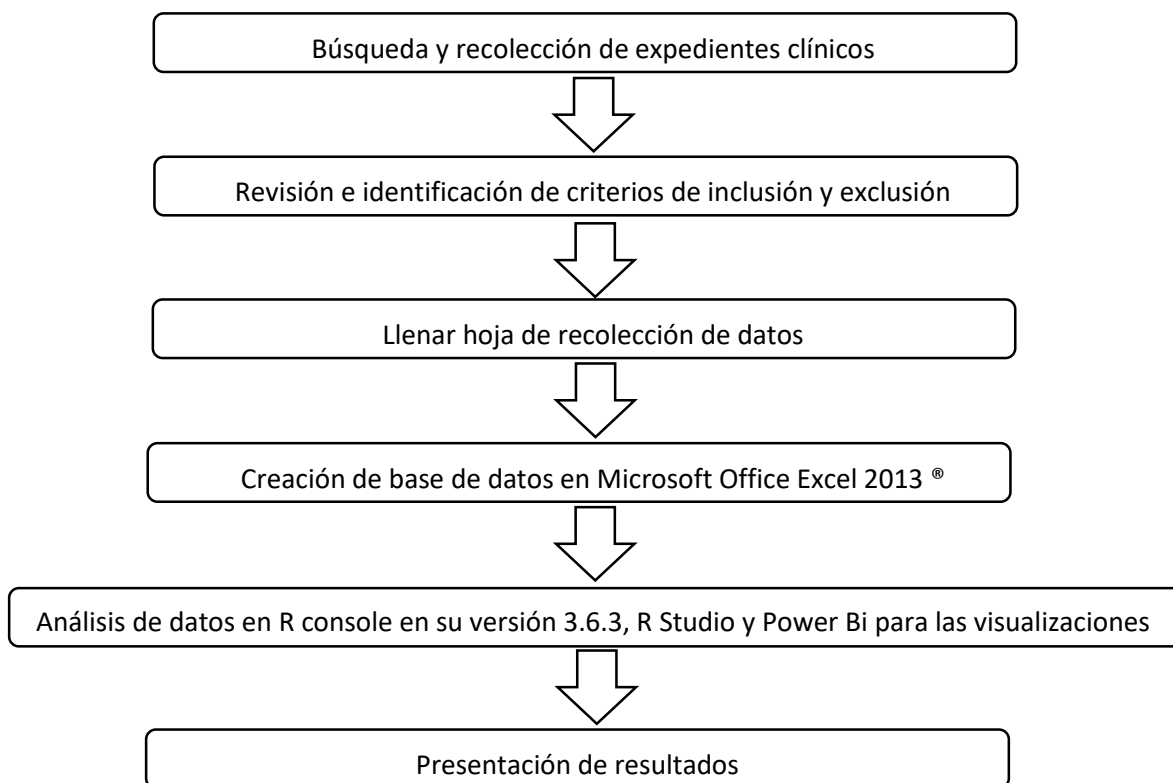 Búsqueda y recolección de expedientes clínicos
Revisión e identificación de criterios de inclusión y exclusión
Llenar hoja de recolección de datos
Creación de base de datos en Microsoft Office Excel 2013 ®
Análisis de datos en R console en su versión 3.6.3, R Studio y Power Bi para las visualizaciones
Presentación de resultados